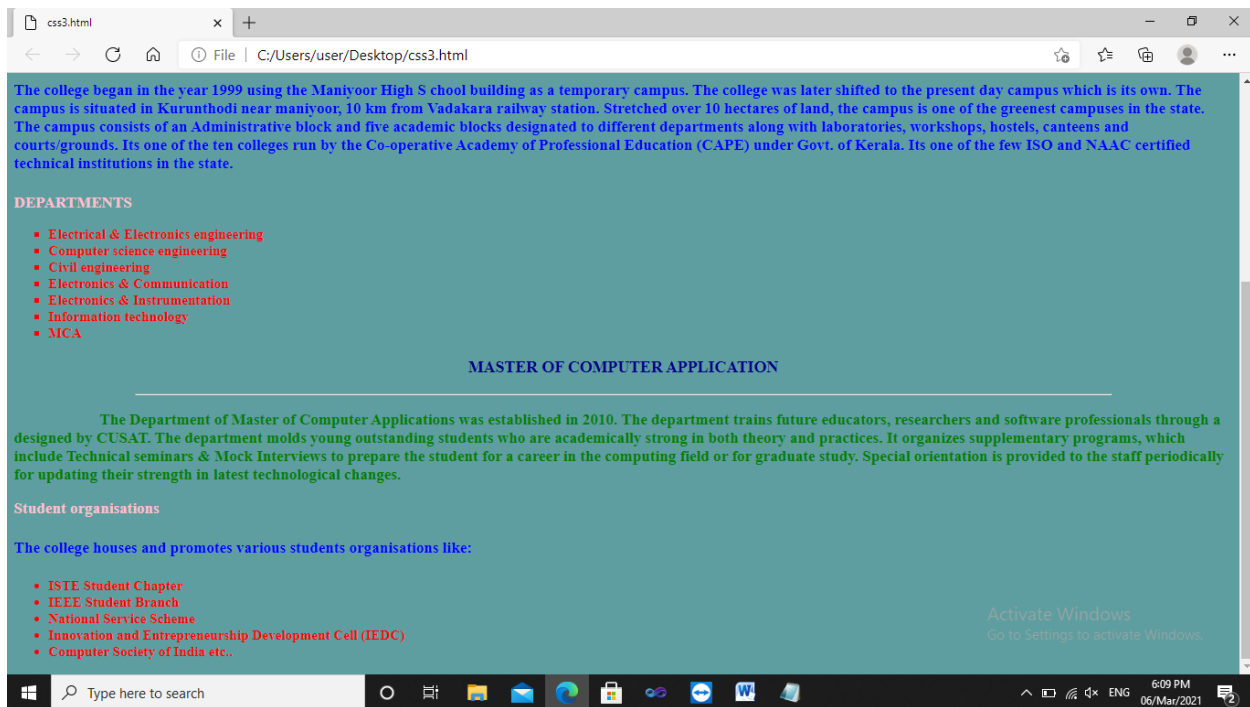 css3.html
File | C:/Users/user/Desktop/css3.html
The college began in the year 1999 using the Maniyoor High S chool building as a temporary campus. The college was later shifted to the present day campus which is its own. The
campus is situated in Kurunthodi near maniyoor, 10 km from Vadakara railway station. Stretched over 10 hectares of land, the campus is one of the greenest campuses in the state.
The campus consists of an Administrative block and five academic blocks designated to different departments along with laboratories, workshops, hostels, canteens and
courts/grounds. Its one of the ten colleges run by the Co-operative Academy of Professional Education (CAPE) under Govt. of Kerala. Its one of the few ISO and NAAC certified
technical institutions in the state.
DEPARTMENTS
Electrical & Electronics engineering
Computer science engineering
Civil engineering
Electronics & Communication
Electronics & Instrumentation
Information technology
MCA
MASTER OF COMPUTER APPLICATION
The Department of Master of Computer Applications was established in 2010. The department trains future educators, researchers and software professionals through a
designed by CUSAT. The department molds young outstanding students who are academically strong in both theory and practices. It organizes supplementary programs, which
include Technical seminars & Mock Interviews to prepare the student for a career in the computing field or for graduate study. Special orientation is provided to the staff periodically
for updating their strength in latest technological changes.
Student organisations
The college houses and promotes various students organisations like:
ISTE Student Chapter
IEEE Student Branch
National Service Scheme
Innovation and Entrepreneurship Development Cell (IEDC)
Computer Society of India etc..
Activate Windows
Go to Settings to activate Windows.
Type here to search
ENG
6:09 PM
06/Mar/2021
2